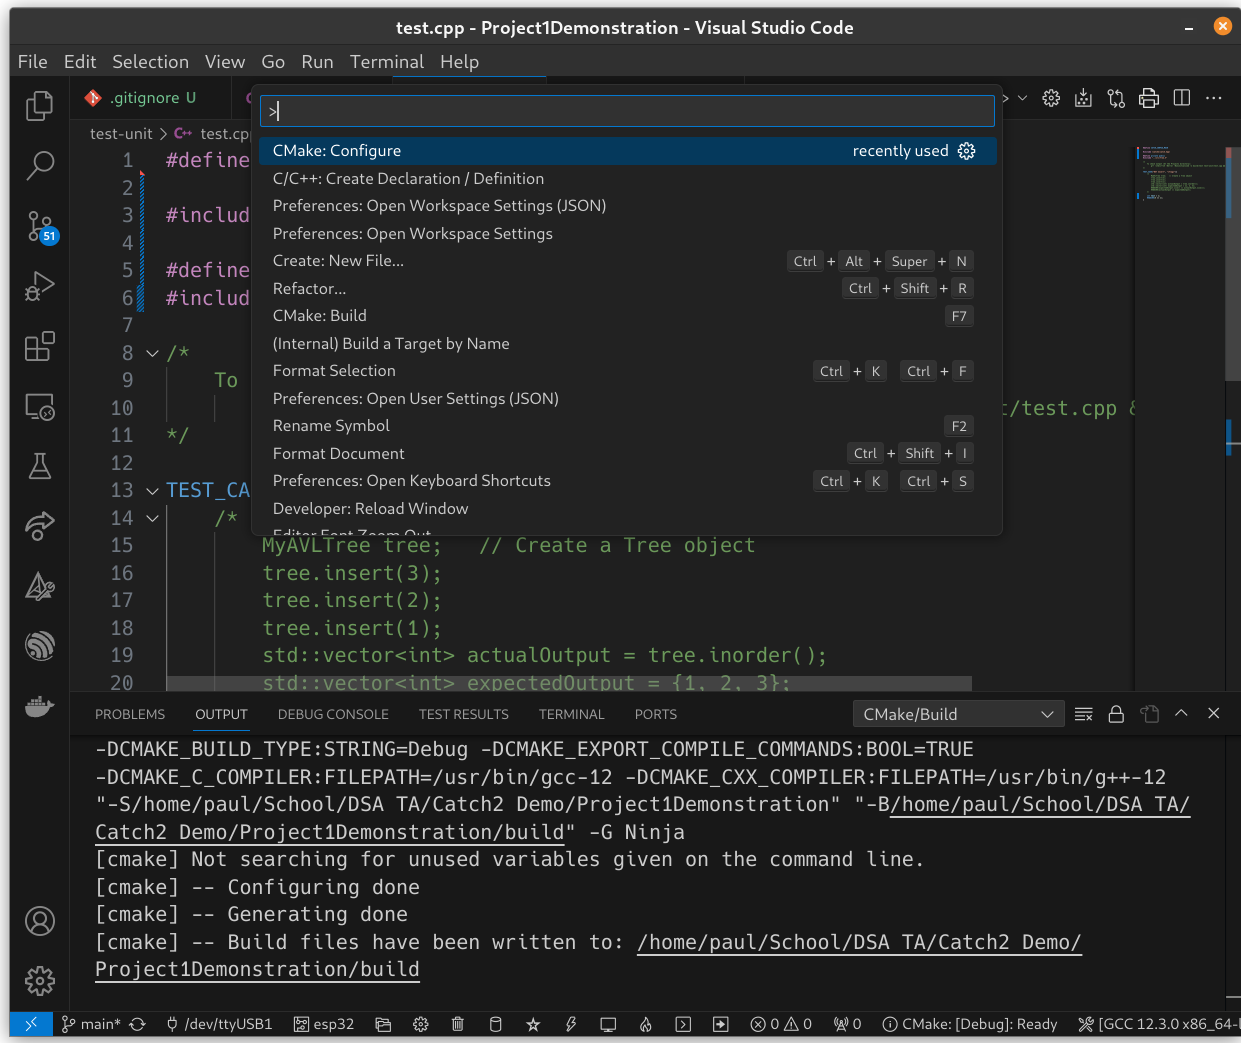 test.cpp - Project1Demonstration - Visual Studio Code
File Edit Selection View Go Run Terminal Help
.gitignore U
>
test-unit > test.cp
CMake: Configure recently used
C/C++: Create Declaration / Definition
Preferences: Open Workspace Settings (JSON)
Preferences: Open Workspace Settings
Create: New File... Ctrl + Alt + Super + N
Refactor... Ctrl + Shift + R
CMake: Build F7
(Internal) Build a Target by Name
Format Selection Ctrl + K Ctrl + F
Preferences: Open User Settings (JSON)
Rename Symbol F2
Format Document Ctrl + Shift + I
Preferences: Open Keyboard Shortcuts Ctrl + K Ctrl + S
Developer: Reload Window
Editor Font Zoom Out
1 #define
2
3 #includ
4
5 #define
6 #includ
7
8 /*
9 To
10 t/test.cpp &
11 */
12
13 TEST_CA
14 /*
15 MyAVLTree tree; // Create a Tree object
16 tree.insert(3);
17 tree.insert(2);
18 tree.insert(1);
19 std::vector<int> actualOutput = tree.inorder();
20 std::vector<int> expectedOutput = {1, 2, 3};
51
PROBLEMS OUTPUT DEBUG CONSOLE TEST RESULTS TERMINAL PORTS CMake/Build
-DCMAKE_BUILD_TYPE:STRING=Debug -DCMAKE_EXPORT_COMPILE_COMMANDS:BOOL=TRUE
-DCMAKE_C_COMPILER:FILEPATH=/usr/bin/gcc-12 -DCMAKE_CXX_COMPILER:FILEPATH=/usr/bin/g++-12
"-S/home/paul/School/DSA TA/Catch2 Demo/Project1Demonstration" "-B/home/paul/School/DSA TA/
Catch2 Demo/Project1Demonstration/build" -G Ninja
[cmake] Not searching for unused variables given on the command line.
[cmake] -- Configuring done
[cmake] -- Generating done
[cmake] -- Build files have been written to: /home/paul/School/DSA TA/Catch2 Demo/
Project1Demonstration/build
main* /dev/ttyUSB1 esp32 0 0 0 CMake: [Debug]: Ready [GCC 12.3.0 x86_64-